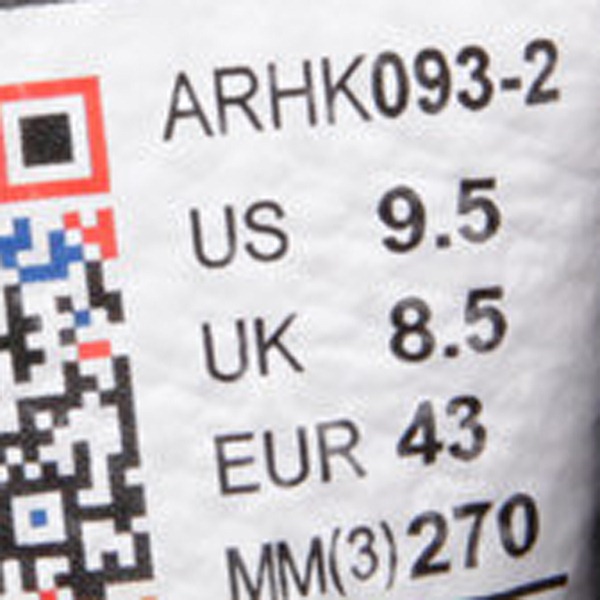 ARHK093-2
US 9.5
UK 8.5
EUR 43
MM(3) 270